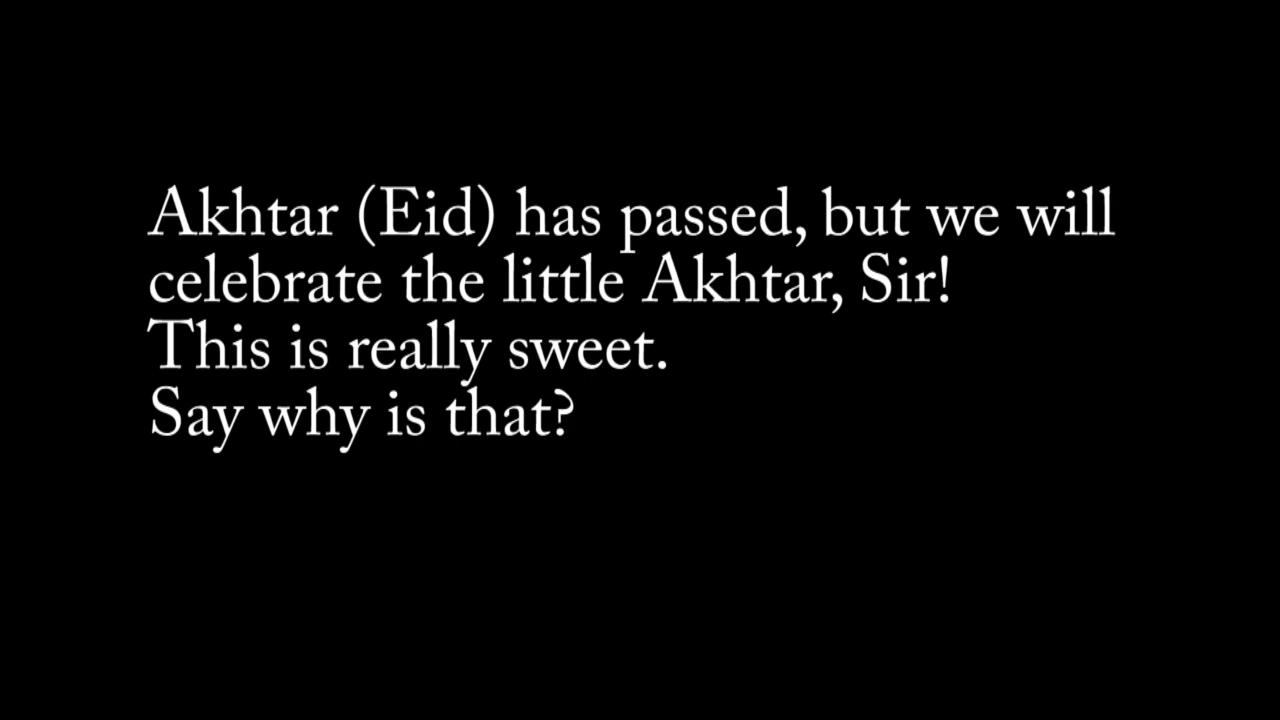 Akhtar (Eid) has passed, but we will
celebrate the little Akhtar, Sir!
This is really sweet.
Say why is that?